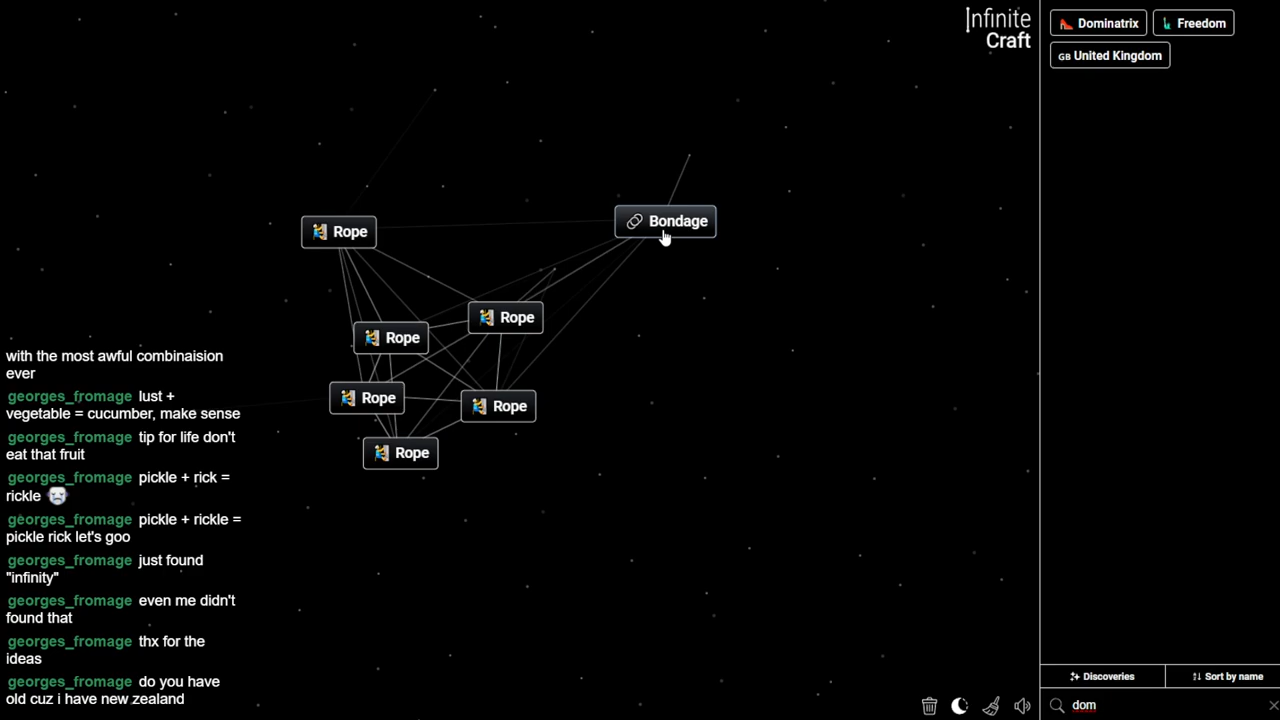 Infinite
Craft
Dominatrix
Freedom
GB United Kingdom
Rope
Bondage
Rope
Rope
Rope
Rope
Rope
with the most awful combinaision
ever
georges_fromage lust +
vegetable = cucumber, make sense
georges_fromage tip for life don't
eat that fruit
georges_fromage pickle + rick =
rickle
georges_fromage pickle + rickle =
pickle rick let's goo
georges_fromage just found
"infinity"
georges_fromage even me didn't
found that
georges_fromage thx for the
ideas
georges_fromage do you have
old cuz i have new zealand
Discoveries
Sort by name
dom